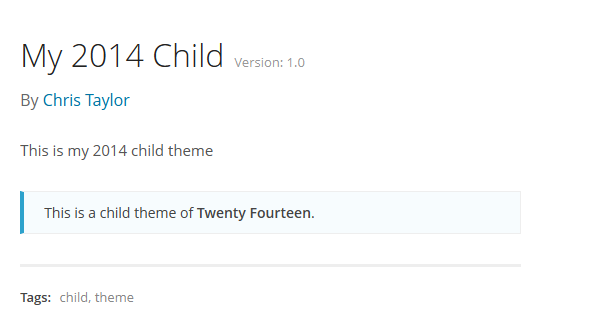 My 2014 Child Version: 1.0
By Chris Taylor
This is my 2014 child theme
This is a child theme of Twenty Fourteen.
Tags: child, theme